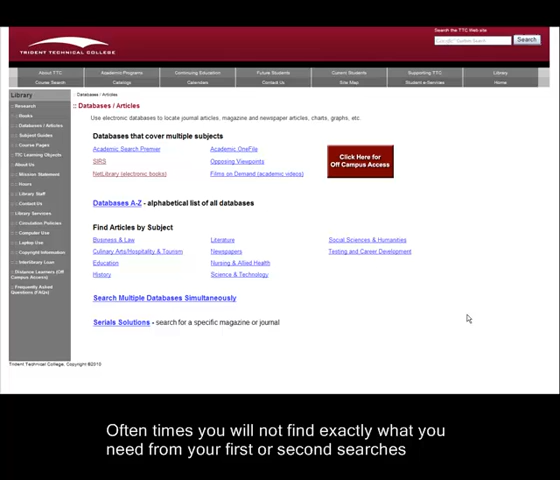 Search the TTC Web site
Search
TRIDENT TECHNICAL COLLEGE
About TTC Academic Programs Continuing Education Future Students Current Students Supporting TTC Library
Course Search Catalogs Contact Us Calendars Site Map Student e-Services Home
Library
Databases / Articles
:: Research
:: Books
:: Databases / Articles
:: Subject Guides
:: Course Pages
:: TTC Learning Objects
:: About Us
:: Mission Statement
:: Hours
:: Library Staff
:: Contact Us
:: Library Services
:: Circulation Policies
:: Computer Use
:: Laptop Use
:: Copyright Information
:: Interlibrary Loan
:: Distance Learners (Off Campus Access)
:: Frequently Asked Questions (FAQs)
:: Databases / Articles
Use electronic databases to locate journal articles, magazine and newspaper articles, charts, graphs, etc.
Databases that cover multiple subjects
Academic Search Premier Academic OneFile
SIRS Opposing Viewpoints
NetLibrary (electronic books) Films on Demand (academic videos)
Click Here for
Off Campus Access
Databases A-Z - alphabetical list of all databases
Find Articles by Subject
Business & Law Literature Social Sciences & Humanities
Culinary Arts/Hospitality & Tourism Newspapers Testing and Career Development
Education Nursing & Allied Health
History Science & Technology
Search Multiple Databases Simultaneously
Serials Solutions - search for a specific magazine or journal
Trident Technical College, Copyright ©2010
Often times you will not find exactly what you
need from your first or second searches